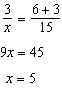 3/x = (6 + 3)/15
9x = 45
x = 5